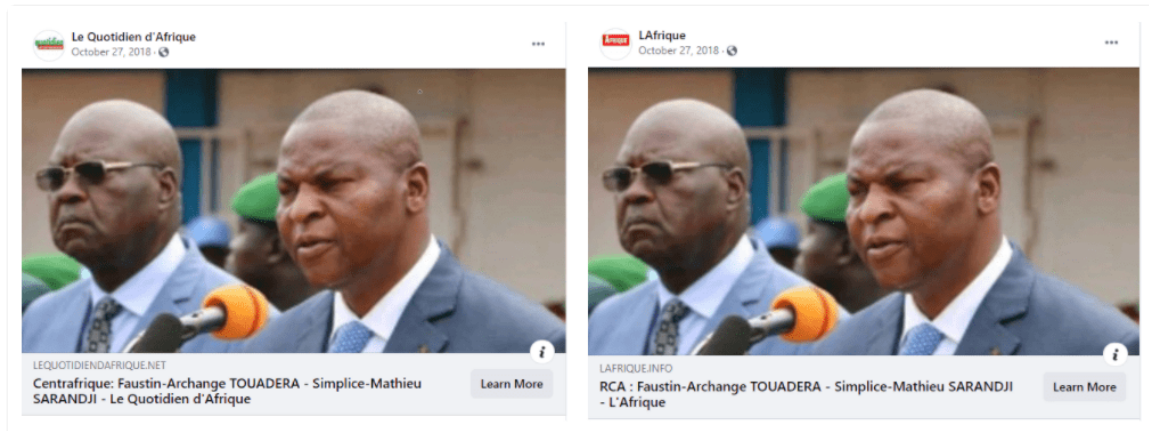 Le Quotidien d'Afrique
October 27, 2018 ·
LEQUOTIDIENDAFRIQUE.NET
Centrafrique: Faustin-Archange TOUADERA - Simplice-Mathieu
SARANDJI - Le Quotidien d'Afrique
Learn More
LAfrique
October 27, 2018 ·
LAFRIQUE.INFO
RCA : Faustin-Archange TOUADERA - Simplice-Mathieu SARANDJI
- L'Afrique
Learn More